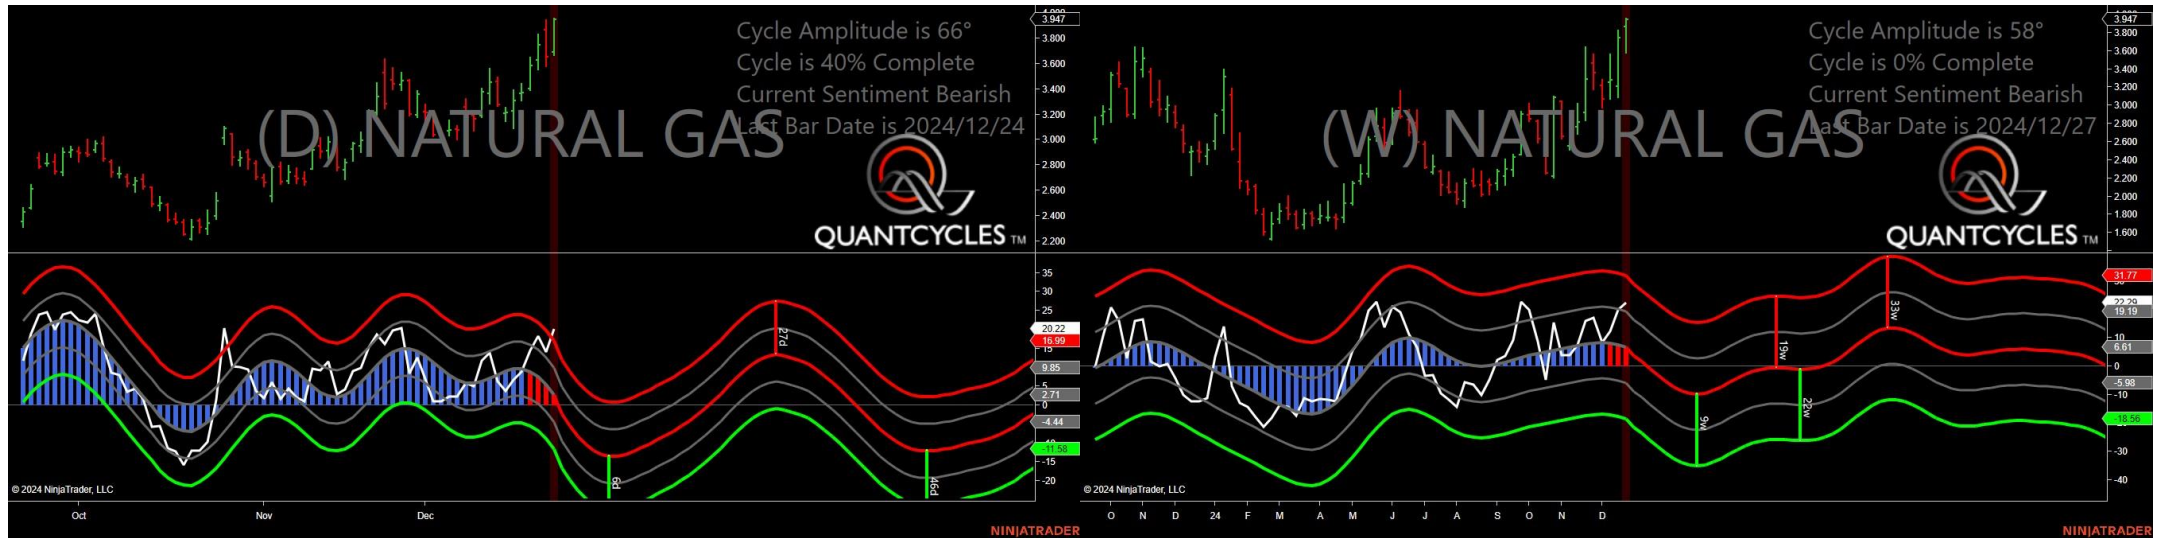 Cycle Amplitude is 66°
Cycle is 40% Complete
Current Sentiment Bearish
Last Bar Date is 2024/12/24
(D) NATURAL GAS
QUANTCYCLES TM
3.947
3.800
3.600
3.400
3.200
3.000
2.800
2.600
2.400
2.200
35
30
25
20.22
16.99
15
9.85
5
2.71
0
-4.44
-11.58
-15
-20
27d
6d
46d
© 2024 NinjaTrader, LLC
Oct
Nov
Dec
NINJATRADER
Cycle Amplitude is 58°
Cycle is 0% Complete
Current Sentiment Bearish
Last Bar Date is 2024/12/27
(W) NATURAL GAS
QUANTCYCLES TM
3.947
3.800
3.600
3.400
3.200
3.000
2.800
2.600
2.400
2.200
2.000
1.800
1.600
31.77
22.29
19.19
10
6.61
0
-5.98
-10
-18.56
-30
-40
33w
19w
22w
9w
© 2024 NinjaTrader, LLC
O N D 24 F M A M J J A S O N D
NINJATRADER